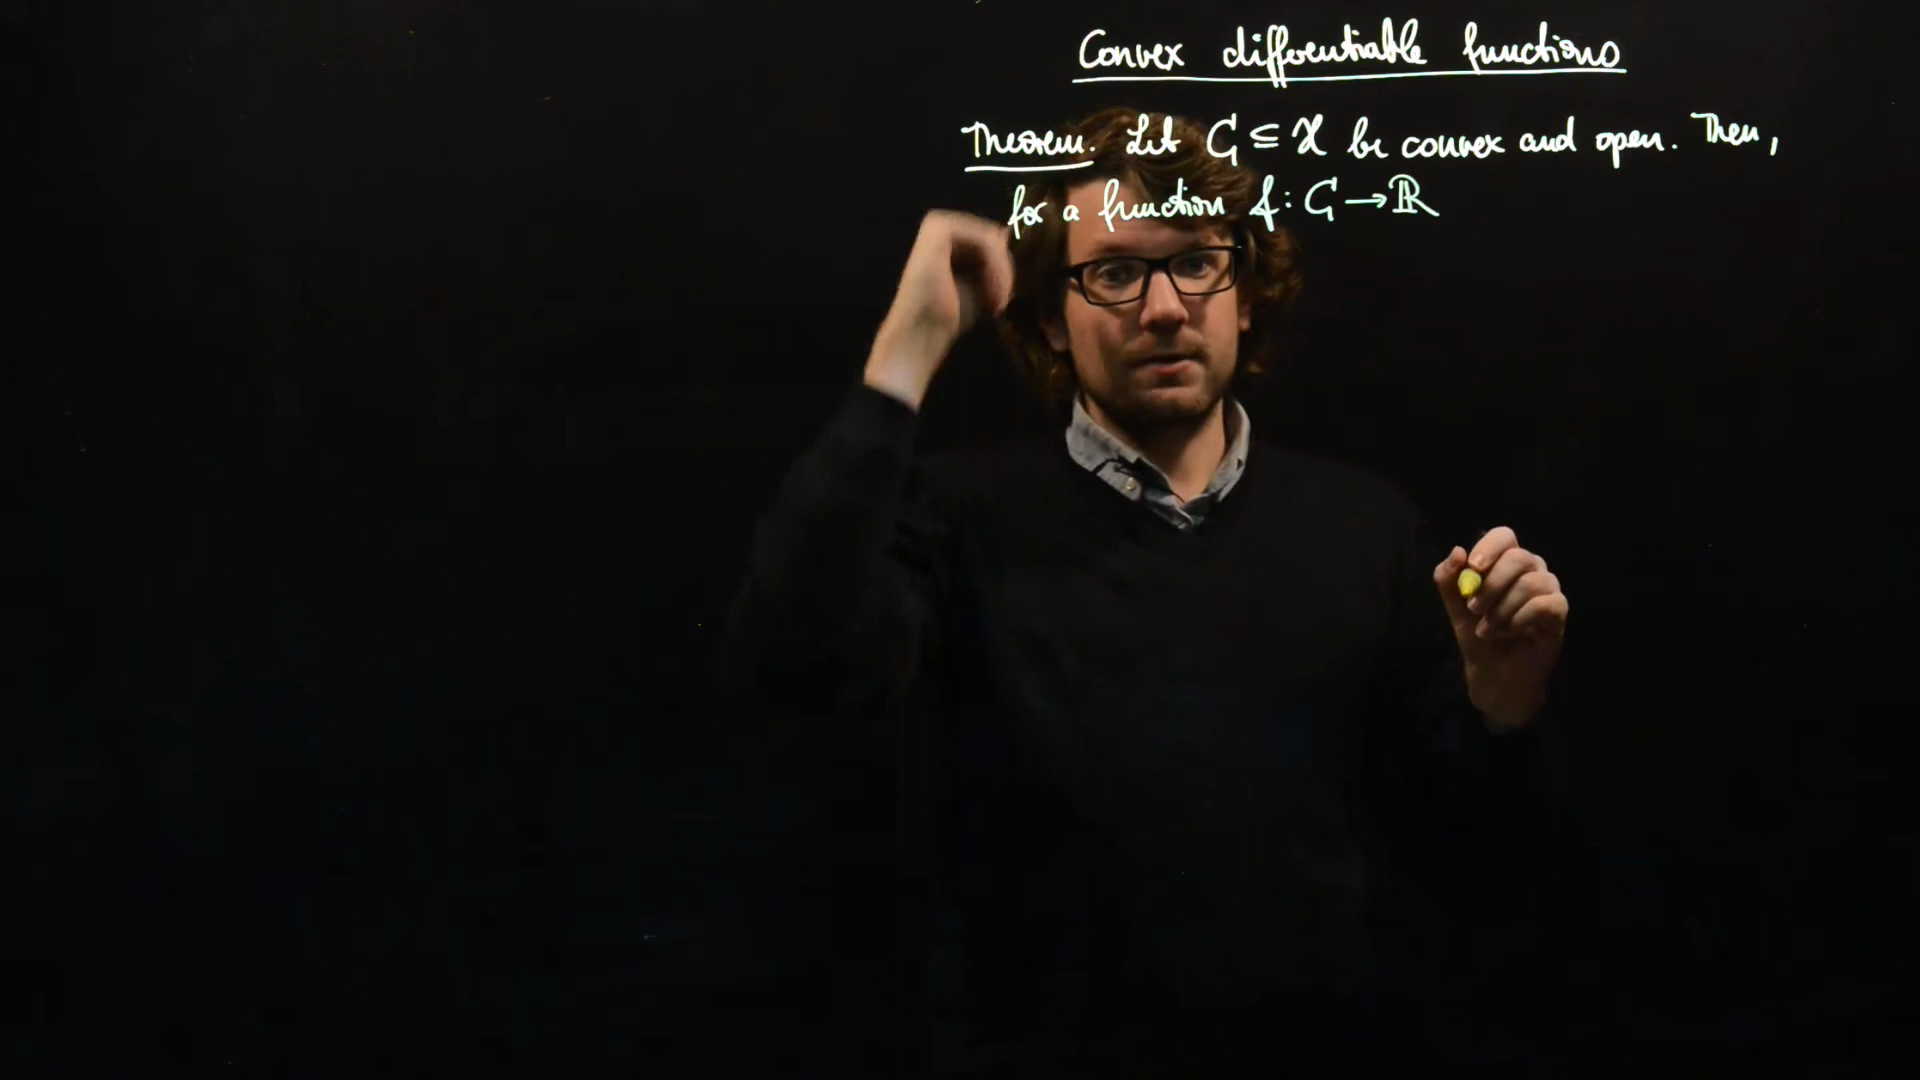 Convex differentiable functions
Theorem. Let G ⊆ X be convex and open. Then,
for a function f: G → ℝ